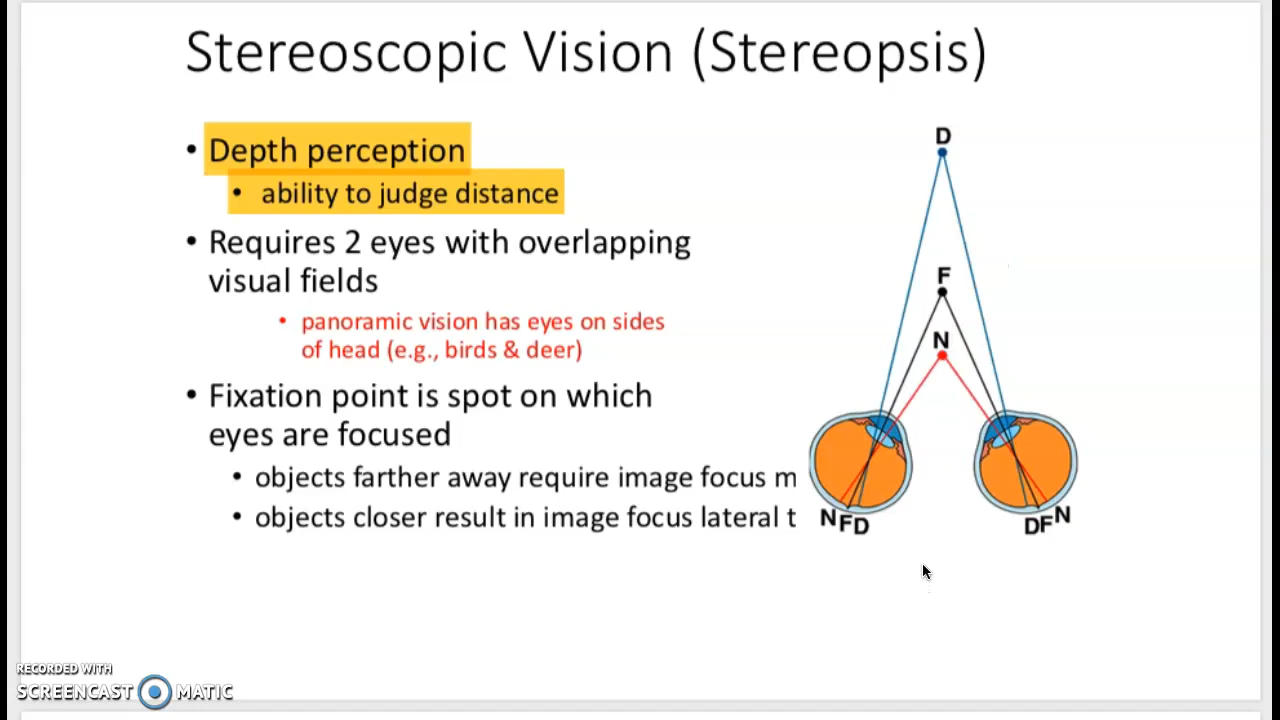 Stereoscopic Vision (Stereopsis)
• Depth perception
• ability to judge distance
• Requires 2 eyes with overlapping
visual fields
• panoramic vision has eyes on sides
of head (e.g., birds & deer)
• Fixation point is spot on which
eyes are focused
• objects farther away require image focus m
• objects closer result in image focus lateral t
D
F
N
N F D
D F N
RECORDED WITH
SCREENCAST MATIC